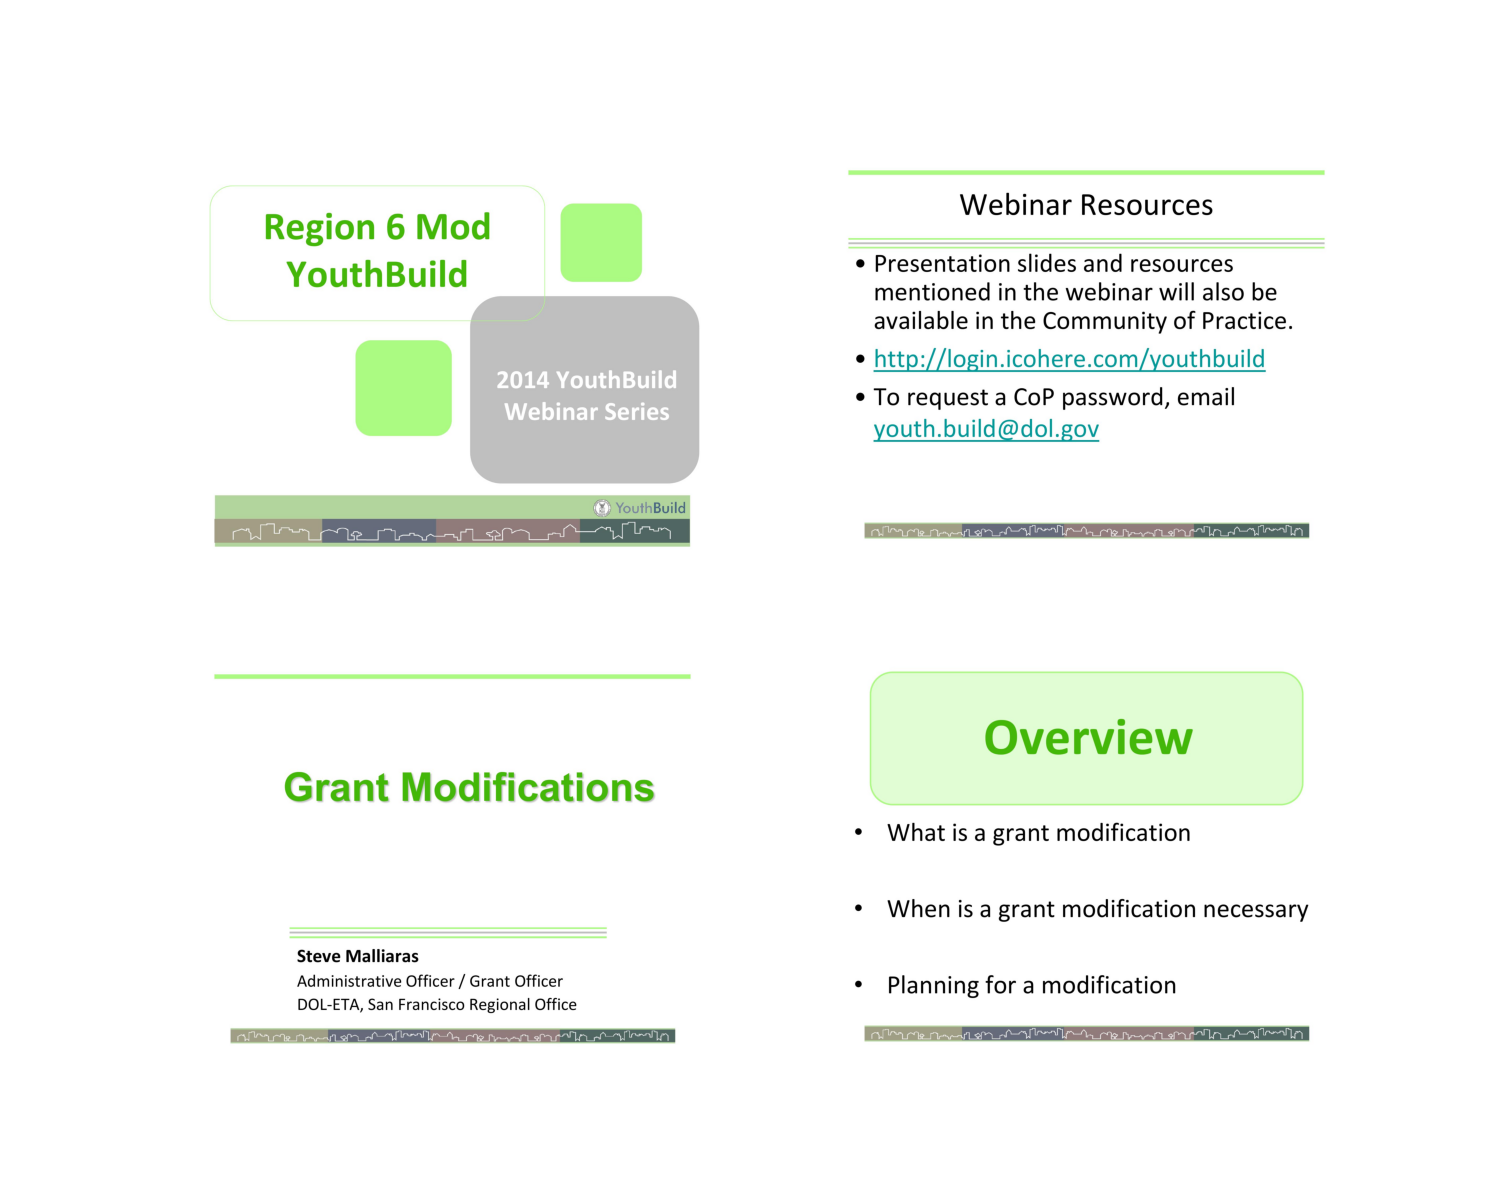 Region 6 Mod
YouthBuild
2014 YouthBuild
Webinar Series
YouthBuild
Webinar Resources
• Presentation slides and resources
mentioned in the webinar will also be
available in the Community of Practice.
• http://login.icohere.com/youthbuild
• To request a CoP password, email
youth.build@dol.gov
Grant Modifications
Steve Malliaras
Administrative Officer / Grant Officer
DOL-ETA, San Francisco Regional Office
Overview
• What is a grant modification
• When is a grant modification necessary
• Planning for a modification